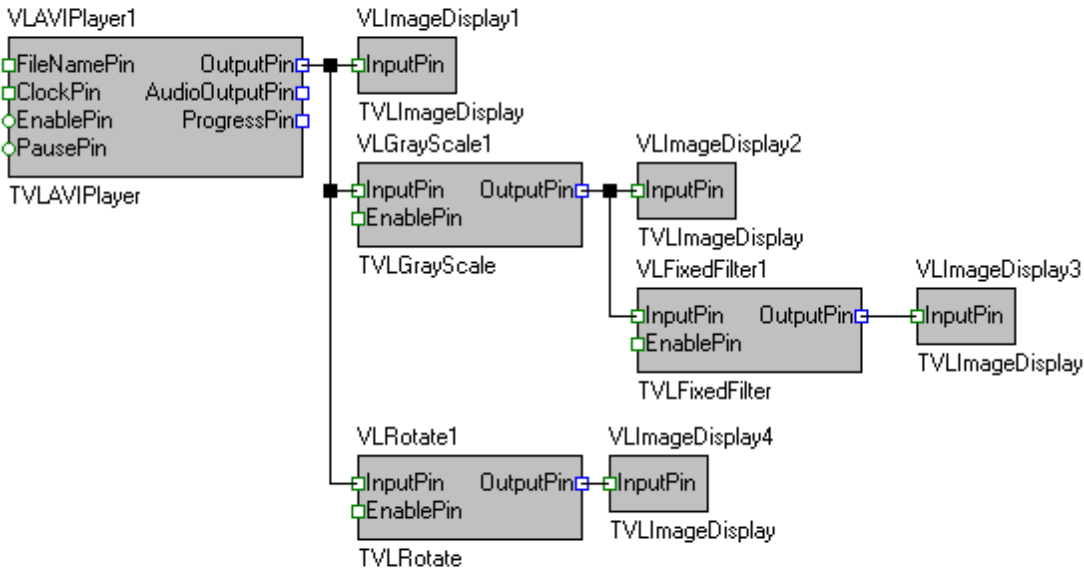 VLAVIPlayer1
FileNamePin OutputPin
ClockPin AudioOutputPin
EnablePin ProgressPin
PausePin
TVLAVIPlayer
VLImageDisplay1
InputPin
TVLImageDisplay
VLGrayScale1
InputPin OutputPin
EnablePin
TVLGrayScale
VLImageDisplay2
InputPin
TVLImageDisplay
VLFixedFilter1
InputPin OutputPin
EnablePin
TVLFixedFilter
VLImageDisplay3
InputPin
TVLImageDisplay
VLRotate1
InputPin OutputPin
EnablePin
TVLRotate
VLImageDisplay4
InputPin
TVLImageDisplay